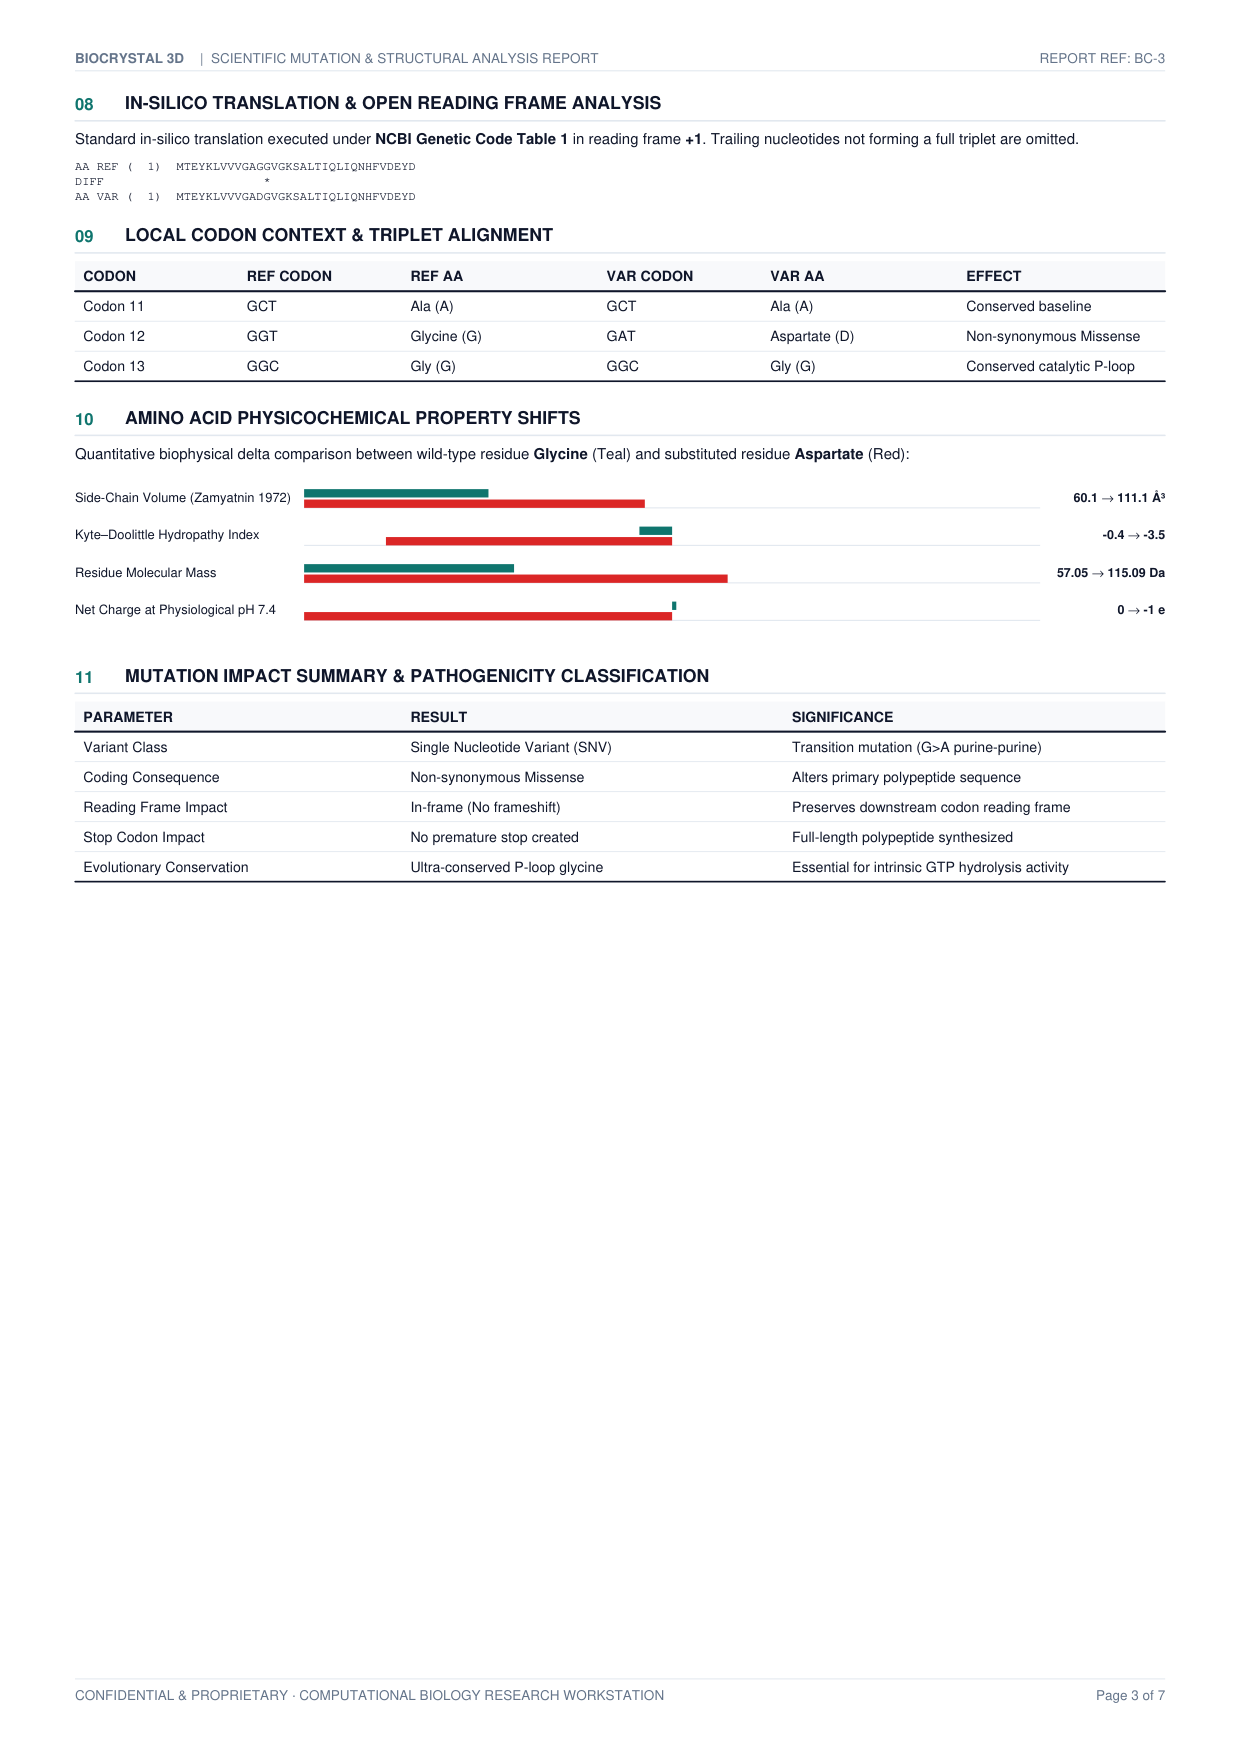 BIOCRYSTAL 3D | SCIENTIFIC MUTATION & STRUCTURAL ANALYSIS REPORT REPORT REF: BC-3
08 IN-SILICO TRANSLATION & OPEN READING FRAME ANALYSIS
Standard in-silico translation executed under NCBI Genetic Code Table 1 in reading frame +1. Trailing nucleotides not forming a full triplet are omitted.
AA REF (  1)  MTEYKLVVVGAGGVGKSALTIQLIQNHFVDEYD
DIFF                      *
AA VAR (  1)  MTEYKLVVVGADGVGKSALTIQLIQNHFVDEYD
09 LOCAL CODON CONTEXT & TRIPLET ALIGNMENT
CODON REF CODON REF AA VAR CODON VAR AA EFFECT
Codon 11 GCT Ala (A) GCT Ala (A) Conserved baseline
Codon 12 GGT Glycine (G) GAT Aspartate (D) Non-synonymous Missense
Codon 13 GGC Gly (G) GGC Gly (G) Conserved catalytic P-loop
10 AMINO ACID PHYSICOCHEMICAL PROPERTY SHIFTS
Quantitative biophysical delta comparison between wild-type residue Glycine (Teal) and substituted residue Aspartate (Red):
Side-Chain Volume (Zamyatnin 1972) 60.1 → 111.1 Å³
Kyte–Doolittle Hydropathy Index -0.4 → -3.5
Residue Molecular Mass 57.05 → 115.09 Da
Net Charge at Physiological pH 7.4 0 → -1 e
11 MUTATION IMPACT SUMMARY & PATHOGENICITY CLASSIFICATION
PARAMETER RESULT SIGNIFICANCE
Variant Class Single Nucleotide Variant (SNV) Transition mutation (G>A purine-purine)
Coding Consequence Non-synonymous Missense Alters primary polypeptide sequence
Reading Frame Impact In-frame (No frameshift) Preserves downstream codon reading frame
Stop Codon Impact No premature stop created Full-length polypeptide synthesized
Evolutionary Conservation Ultra-conserved P-loop glycine Essential for intrinsic GTP hydrolysis activity
CONFIDENTIAL & PROPRIETARY · COMPUTATIONAL BIOLOGY RESEARCH WORKSTATION Page 3 of 7